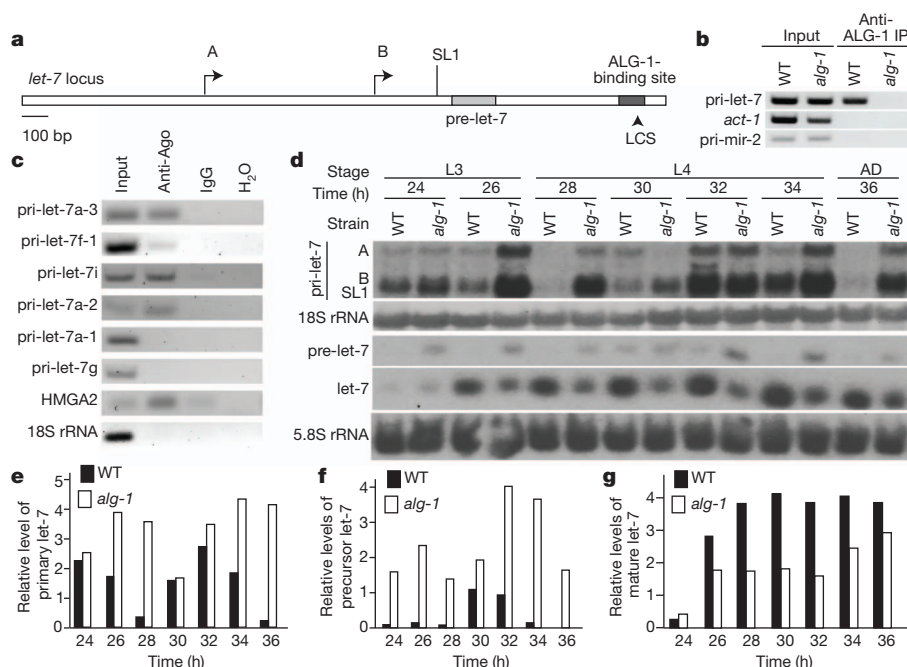 a
let-7 locus
A
B
SL1
ALG-1-
binding site
pre-let-7
LCS
100 bp
b
Input
Anti-
ALG-1 IP
WT
alg-1
WT
alg-1
pri-let-7
act-1
pri-mir-2
c
Input
Anti-Ago
IgG
H2O
pri-let-7a-3
pri-let-7f-1
pri-let-7i
pri-let-7a-2
pri-let-7a-1
pri-let-7g
HMGA2
18S rRNA
d
Stage L3 L4 AD
Time (h) 24 26 28 30 32 34 36
Strain WT alg-1 WT alg-1 WT alg-1 WT alg-1 WT alg-1 WT alg-1 WT alg-1
pri-let-7
A
B
SL1
18S rRNA
pre-let-7
let-7
5.8S rRNA
e
WT
alg-1
Relative level of
primary let-7
5
4
3
2
1
0
24 26 28 30 32 34 36
Time (h)
f
WT
alg-1
Relative levels of
precursor let-7
4
2
0
24 26 28 30 32 34 36
Time (h)
g
WT
alg-1
Relative levels of
mature let-7
4
3
2
1
0
24 26 28 30 32 34 36
Time (h)